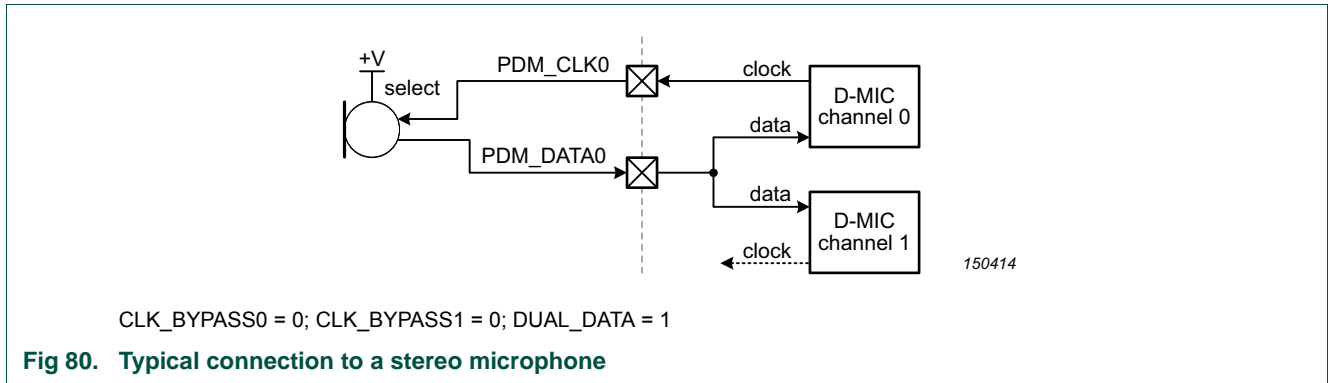 +V
select
PDM_CLK0
clock
D-MIC
channel 0
data
PDM_DATA0
data
D-MIC
channel 1
clock
150414
CLK_BYPASS0 = 0; CLK_BYPASS1 = 0; DUAL_DATA = 1
Fig 80. Typical connection to a stereo microphone